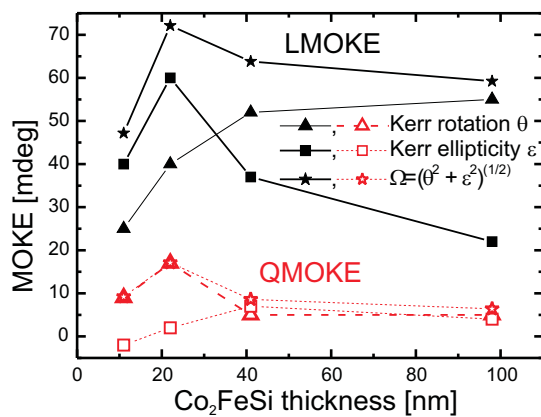 70
60
50
40
30
20
10
0
MOKE [mdeg]
LMOKE
, Kerr rotation θ
, Kerr ellipticity ε
, Ω=(θ² + ε²)^(1/2)
QMOKE
0 20 40 60 80 100
Co₂FeSi thickness [nm]